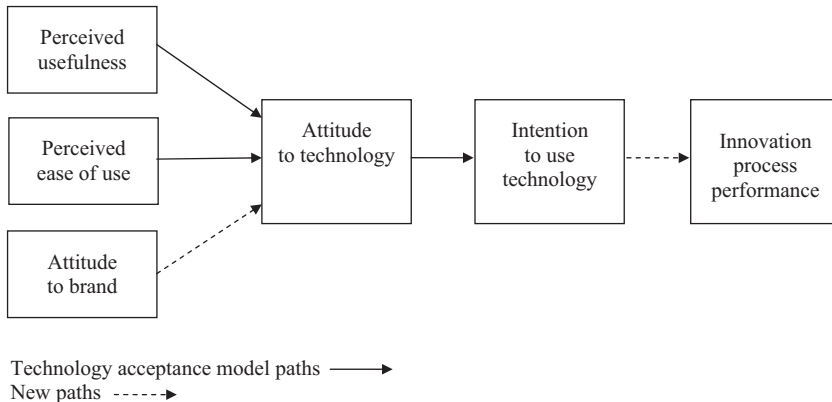 Perceived
usefulness
Perceived
ease of use
Attitude
to brand
Attitude
to technology
Intention
to use
technology
Innovation
process
performance
Technology acceptance model paths
New paths